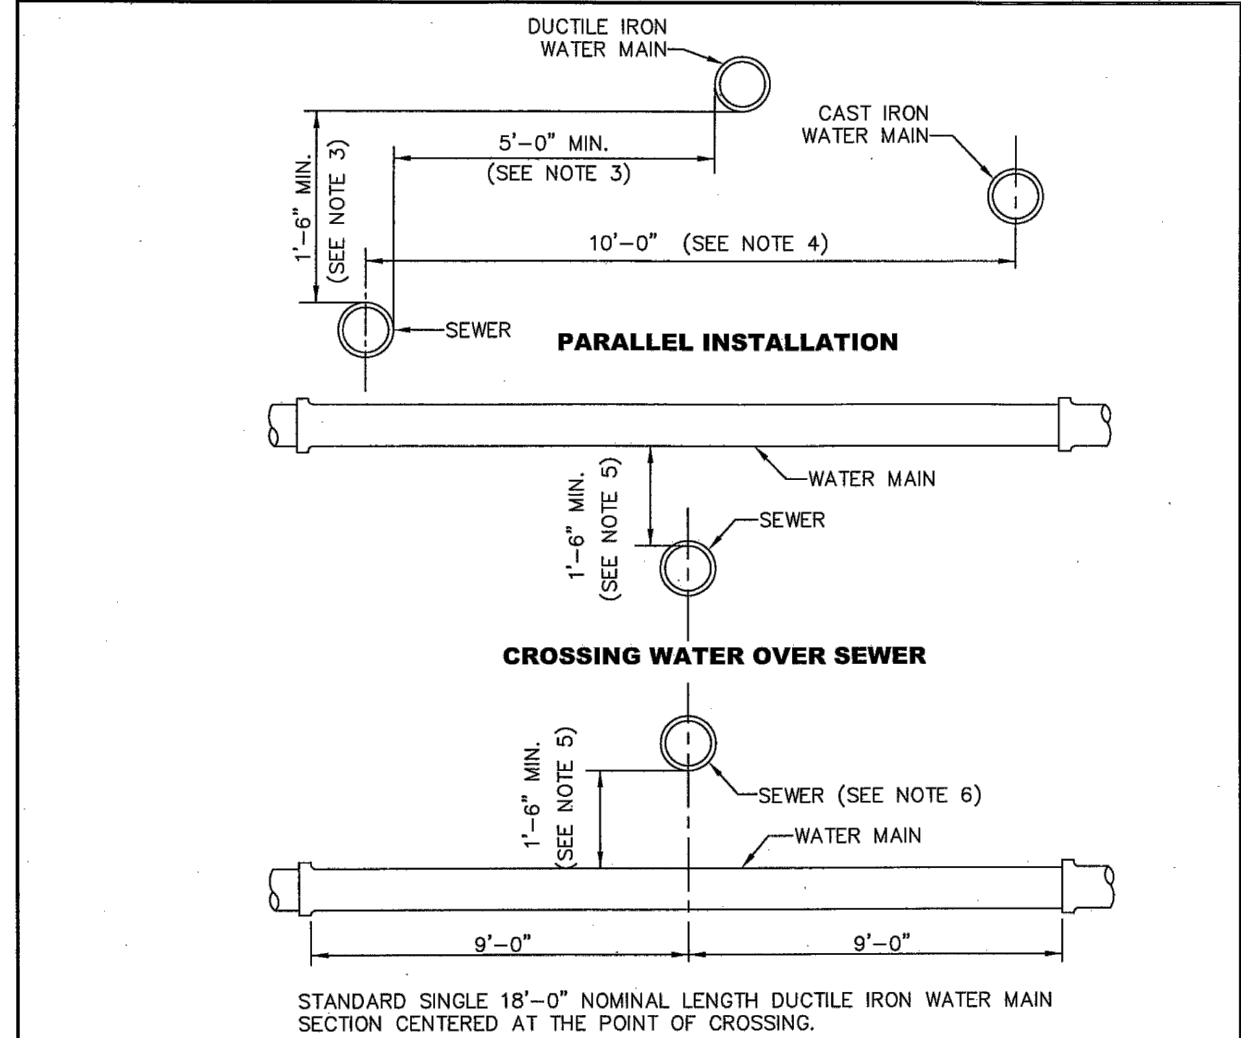 DUCTILE IRON
WATER MAIN
CAST IRON
WATER MAIN
5'-0" MIN.
(SEE NOTE 3)
1'-6" MIN.
(SEE NOTE 3)
10'-0" (SEE NOTE 4)
SEWER
PARALLEL INSTALLATION
WATER MAIN
1'-6" MIN.
(SEE NOTE 5)
SEWER
CROSSING WATER OVER SEWER
1'-6" MIN.
(SEE NOTE 5)
SEWER (SEE NOTE 6)
WATER MAIN
9'-0"
9'-0"
STANDARD SINGLE 18'-0" NOMINAL LENGTH DUCTILE IRON WATER MAIN
SECTION CENTERED AT THE POINT OF CROSSING.